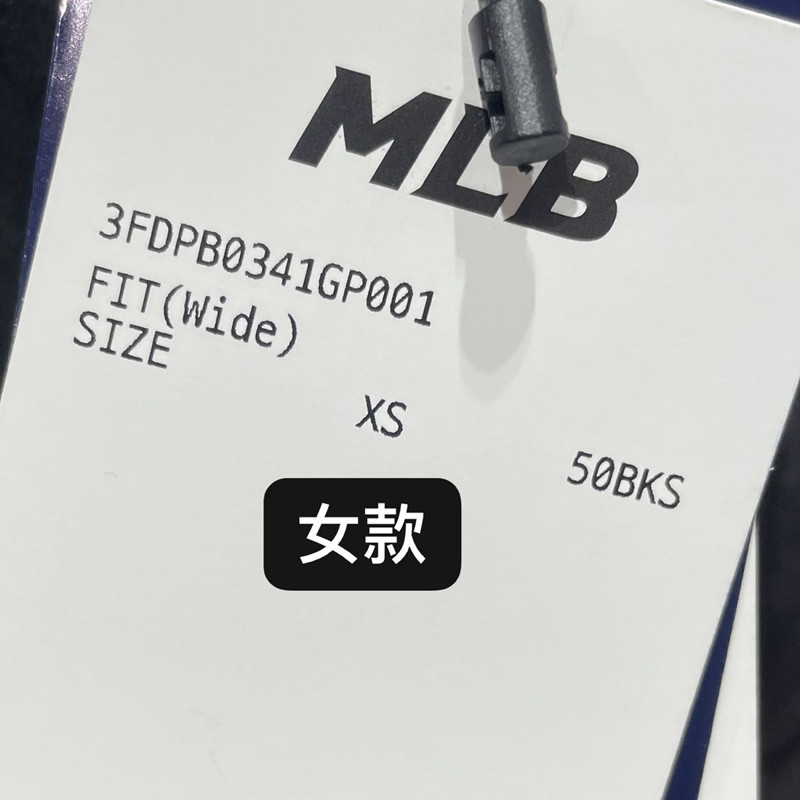 MLB
3FDPB0341GP001
FIT(Wide)
SIZE
XS
50BKS
女款